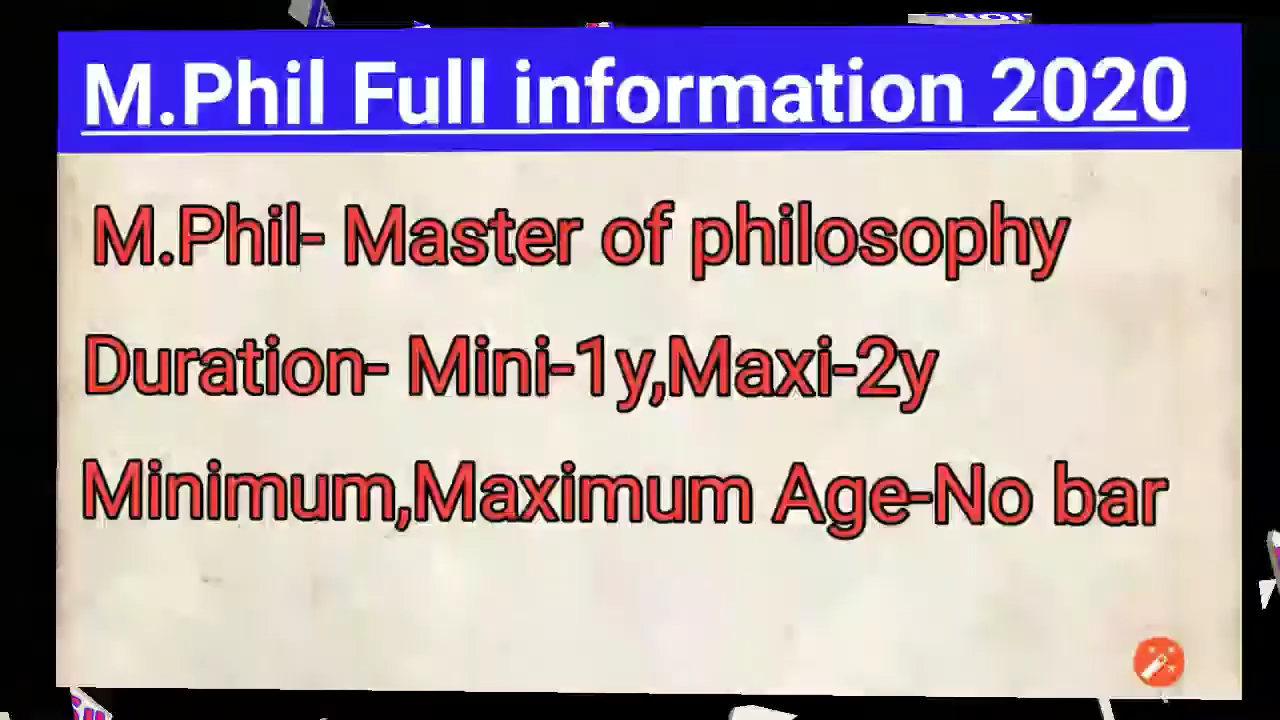 M.Phil Full information 2020
M.Phil- Master of philosophy
Duration- Mini-1y,Maxi-2y
Minimum,Maximum Age-No bar